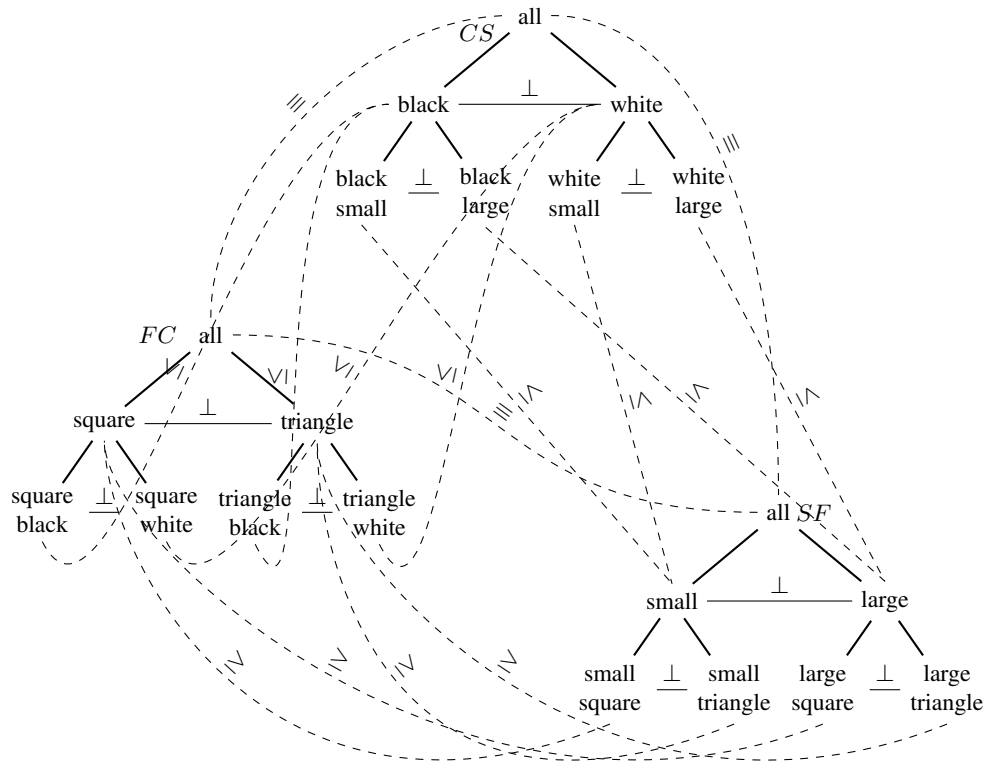 all
CS
≡
black ⊥ white
≡
black small ⊥ black large white small ⊥ white large
FC all
≥ ≤ ≤ ≤ ≤ ≤ ≤ ≤
≡
square ⊥ triangle
square black ⊥ square white triangle black ⊥ triangle white
all SF
small ⊥ large
≥ ≥ ≥ ≥
small square ⊥ small triangle large square ⊥ large triangle